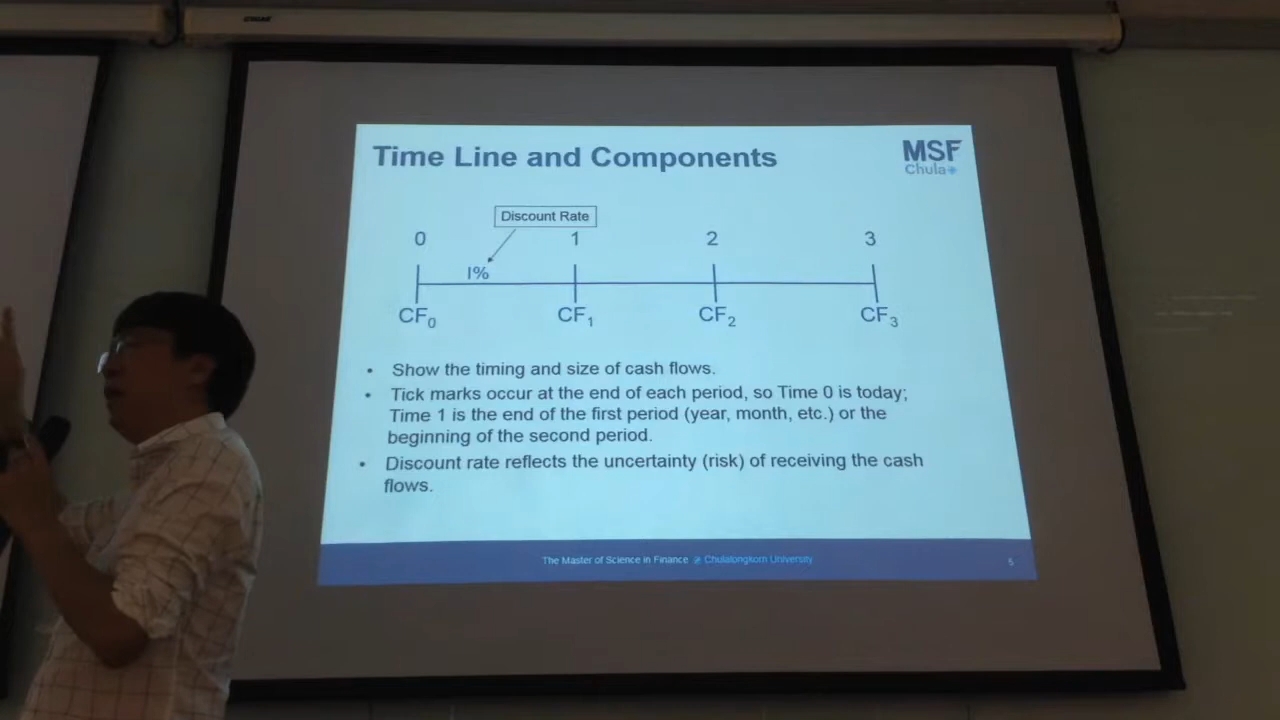 Time Line and Components
MSF
Chula
Discount Rate
0 1 2 3
I%
CF0 CF1 CF2 CF3
• Show the timing and size of cash flows.
• Tick marks occur at the end of each period, so Time 0 is today;
Time 1 is the end of the first period (year, month, etc.) or the
beginning of the second period.
• Discount rate reflects the uncertainty (risk) of receiving the cash
flows.
The Master of Science in Finance Chulalongkorn University 5